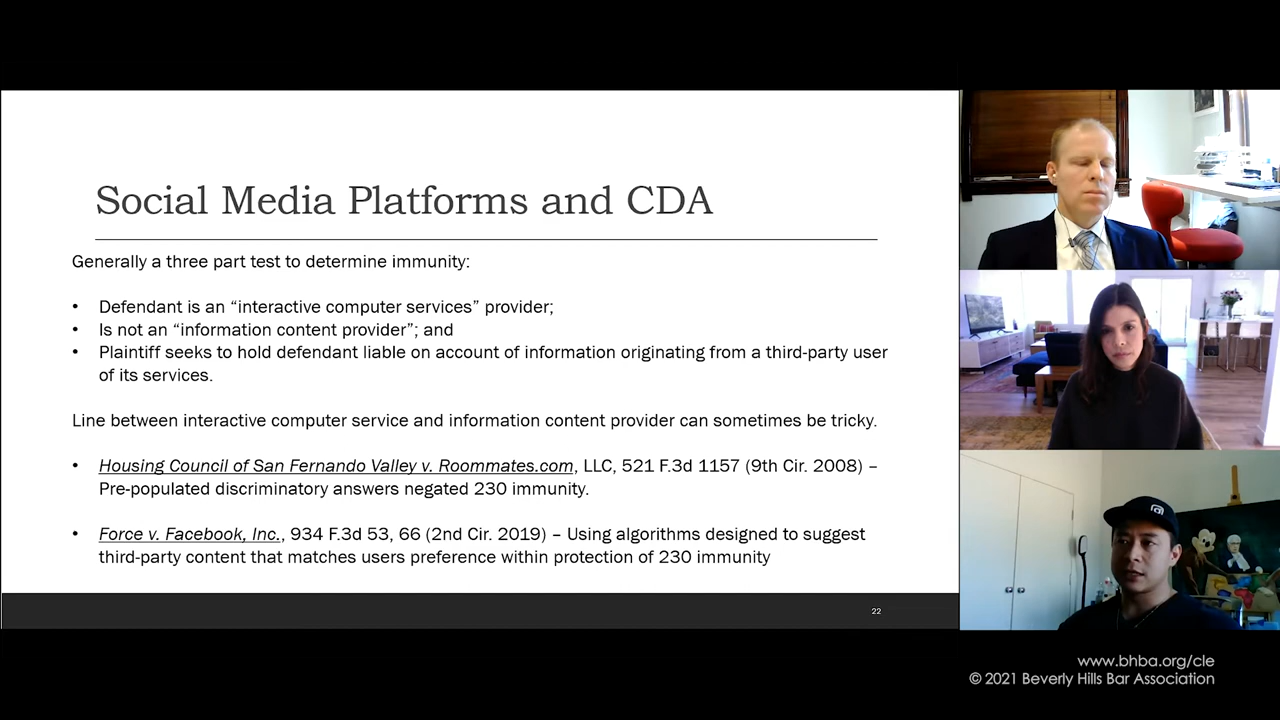 Social Media Platforms and CDA
Generally a three part test to determine immunity:
• Defendant is an “interactive computer services” provider;
• Is not an “information content provider”; and
• Plaintiff seeks to hold defendant liable on account of information originating from a third-party user
of its services.
Line between interactive computer service and information content provider can sometimes be tricky.
• Housing Council of San Fernando Valley v. Roommates.com, LLC, 521 F.3d 1157 (9th Cir. 2008) –
Pre-populated discriminatory answers negated 230 immunity.
• Force v. Facebook, Inc., 934 F.3d 53, 66 (2nd Cir. 2019) – Using algorithms designed to suggest
third-party content that matches users preference within protection of 230 immunity
22
www.bhba.org/cle
© 2021 Beverly Hills Bar Association